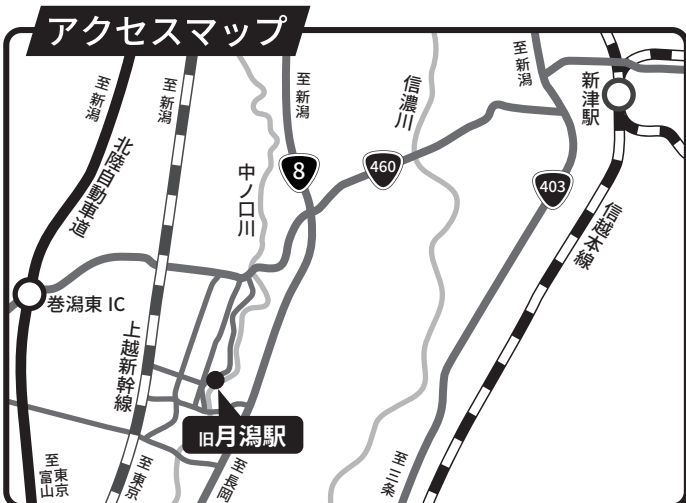 アクセスマップ
至 新潟
至 新潟
至 新潟
至 新潟
北陸自動車道
中ノ口川
8
信濃川
460
403
新津駅
信越本線
巻潟東 IC
上越新幹線
旧月潟駅
至 東京
富山
至 東京
至 長岡
至 三条